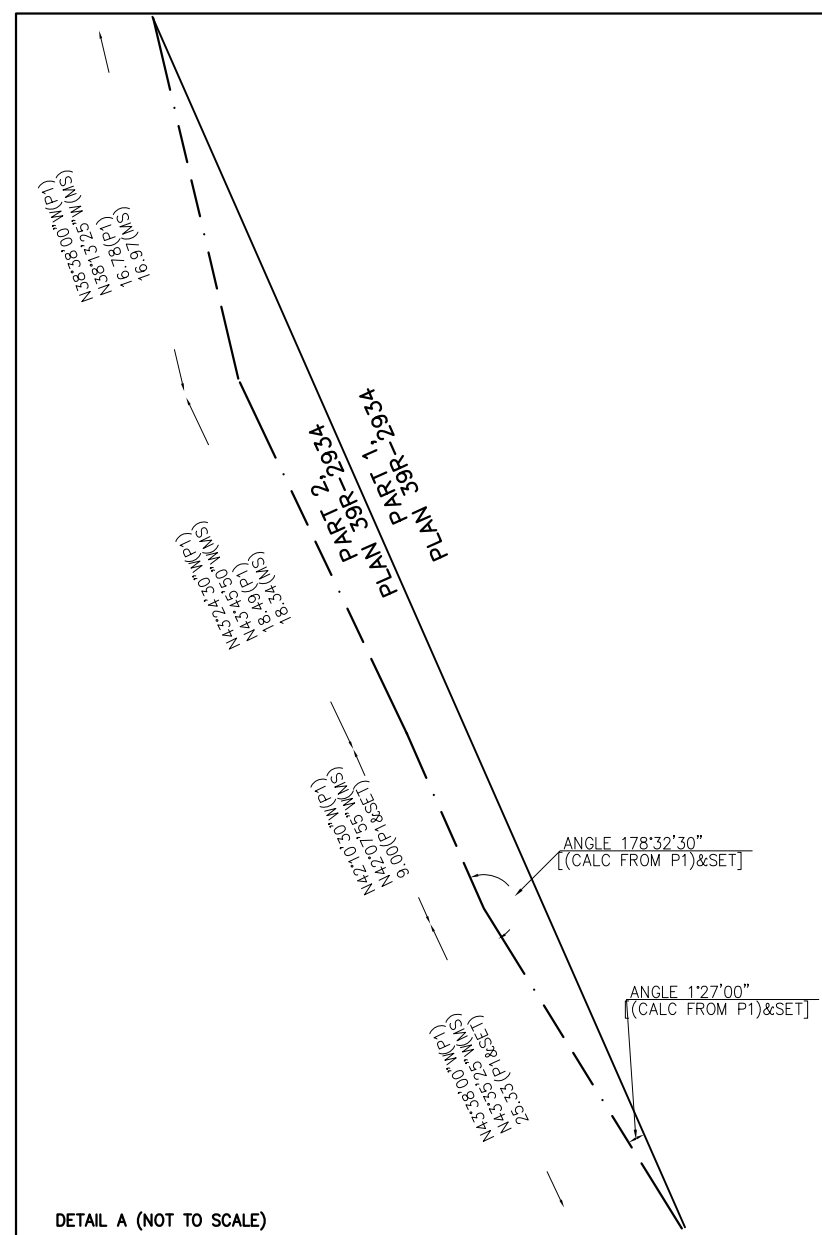 N38°38'00"W(P1)
N38°13'25"W(MS)
16.78(P1)
16.97(MS)
PART 2,
PLAN 39R-2934
PART 1,
PLAN 39R-2934
N43°24'30"W(P1)
N43°45'50"W(MS)
18.49(P1)
18.34(MS)
N42°10'30"W(P1)
N42°07'55"W(MS)
9.00(P1&SET)
ANGLE 178°32'30"
[(CALC FROM P1)&SET]
ANGLE 1°27'00"
[(CALC FROM P1)&SET]
N43°38'00"W(P1)
N43°35'25"W(MS)
25.33(P1&SET)
DETAIL A (NOT TO SCALE)